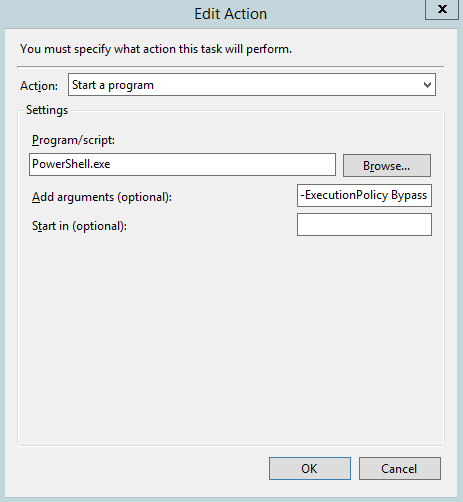 Edit Action
x
You must specify what action this task will perform.
Action: Start a program
Settings
Program/script:
PowerShell.exe Browse...
Add arguments (optional): -ExecutionPolicy Bypass
Start in (optional):
OK Cancel